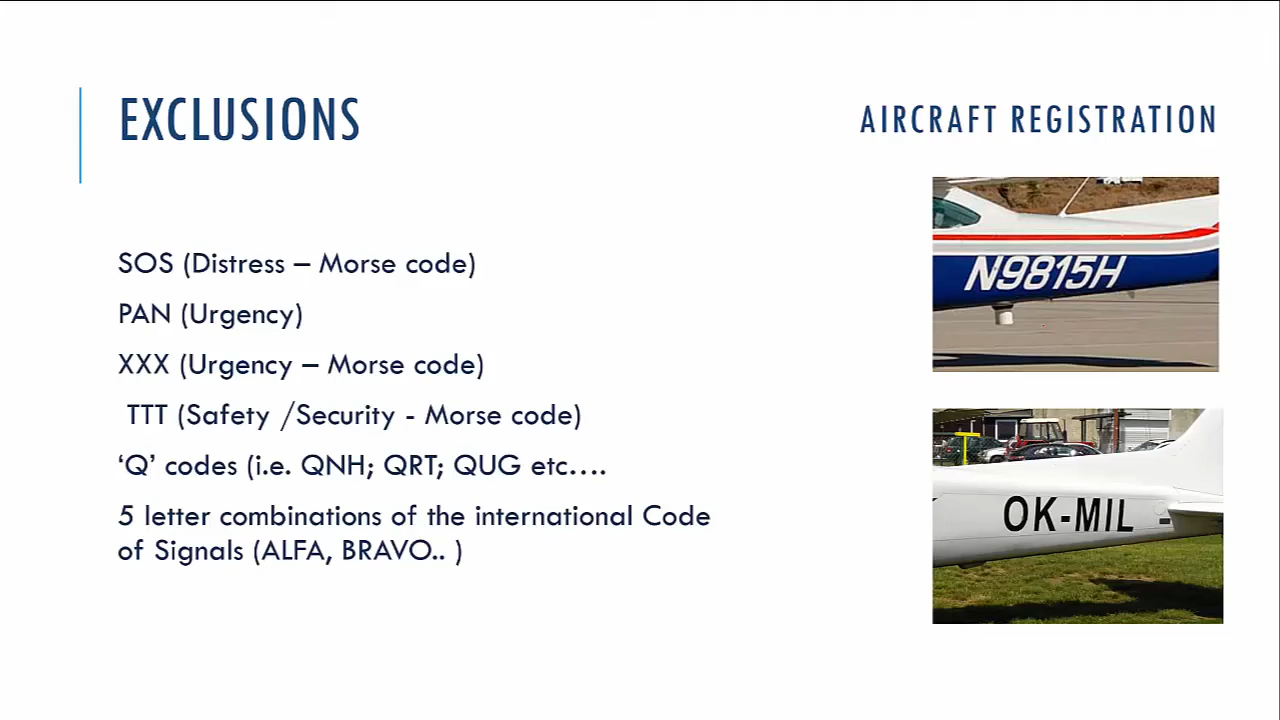 EXCLUSIONS
AIRCRAFT REGISTRATION
SOS (Distress – Morse code)
PAN (Urgency)
XXX (Urgency – Morse code)
TTT (Safety /Security - Morse code)
‘Q’ codes (i.e. QNH; QRT; QUG etc….
5 letter combinations of the international Code
of Signals (ALFA, BRAVO.. )
N9815H
OK-MIL